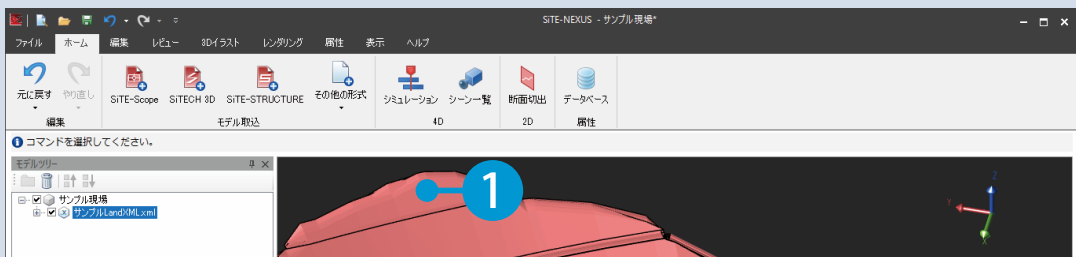 SiTE-NEXUS - サンプル現場*
ファイル ホーム 編集 レビュー 3Dイラスト レンダリング 属性 表示 ヘルプ
元に戻す やり直し SiTE-Scope SiTECH 3D SiTE-STRUCTURE その他の形式 シミュレーション シーン一覧 断面切出 データベース
編集 モデル取込 4D 2D 属性
コマンドを選択してください。
モデルツリー
サンプル現場
サンプルLandXML.xml
1
Z
Y
X